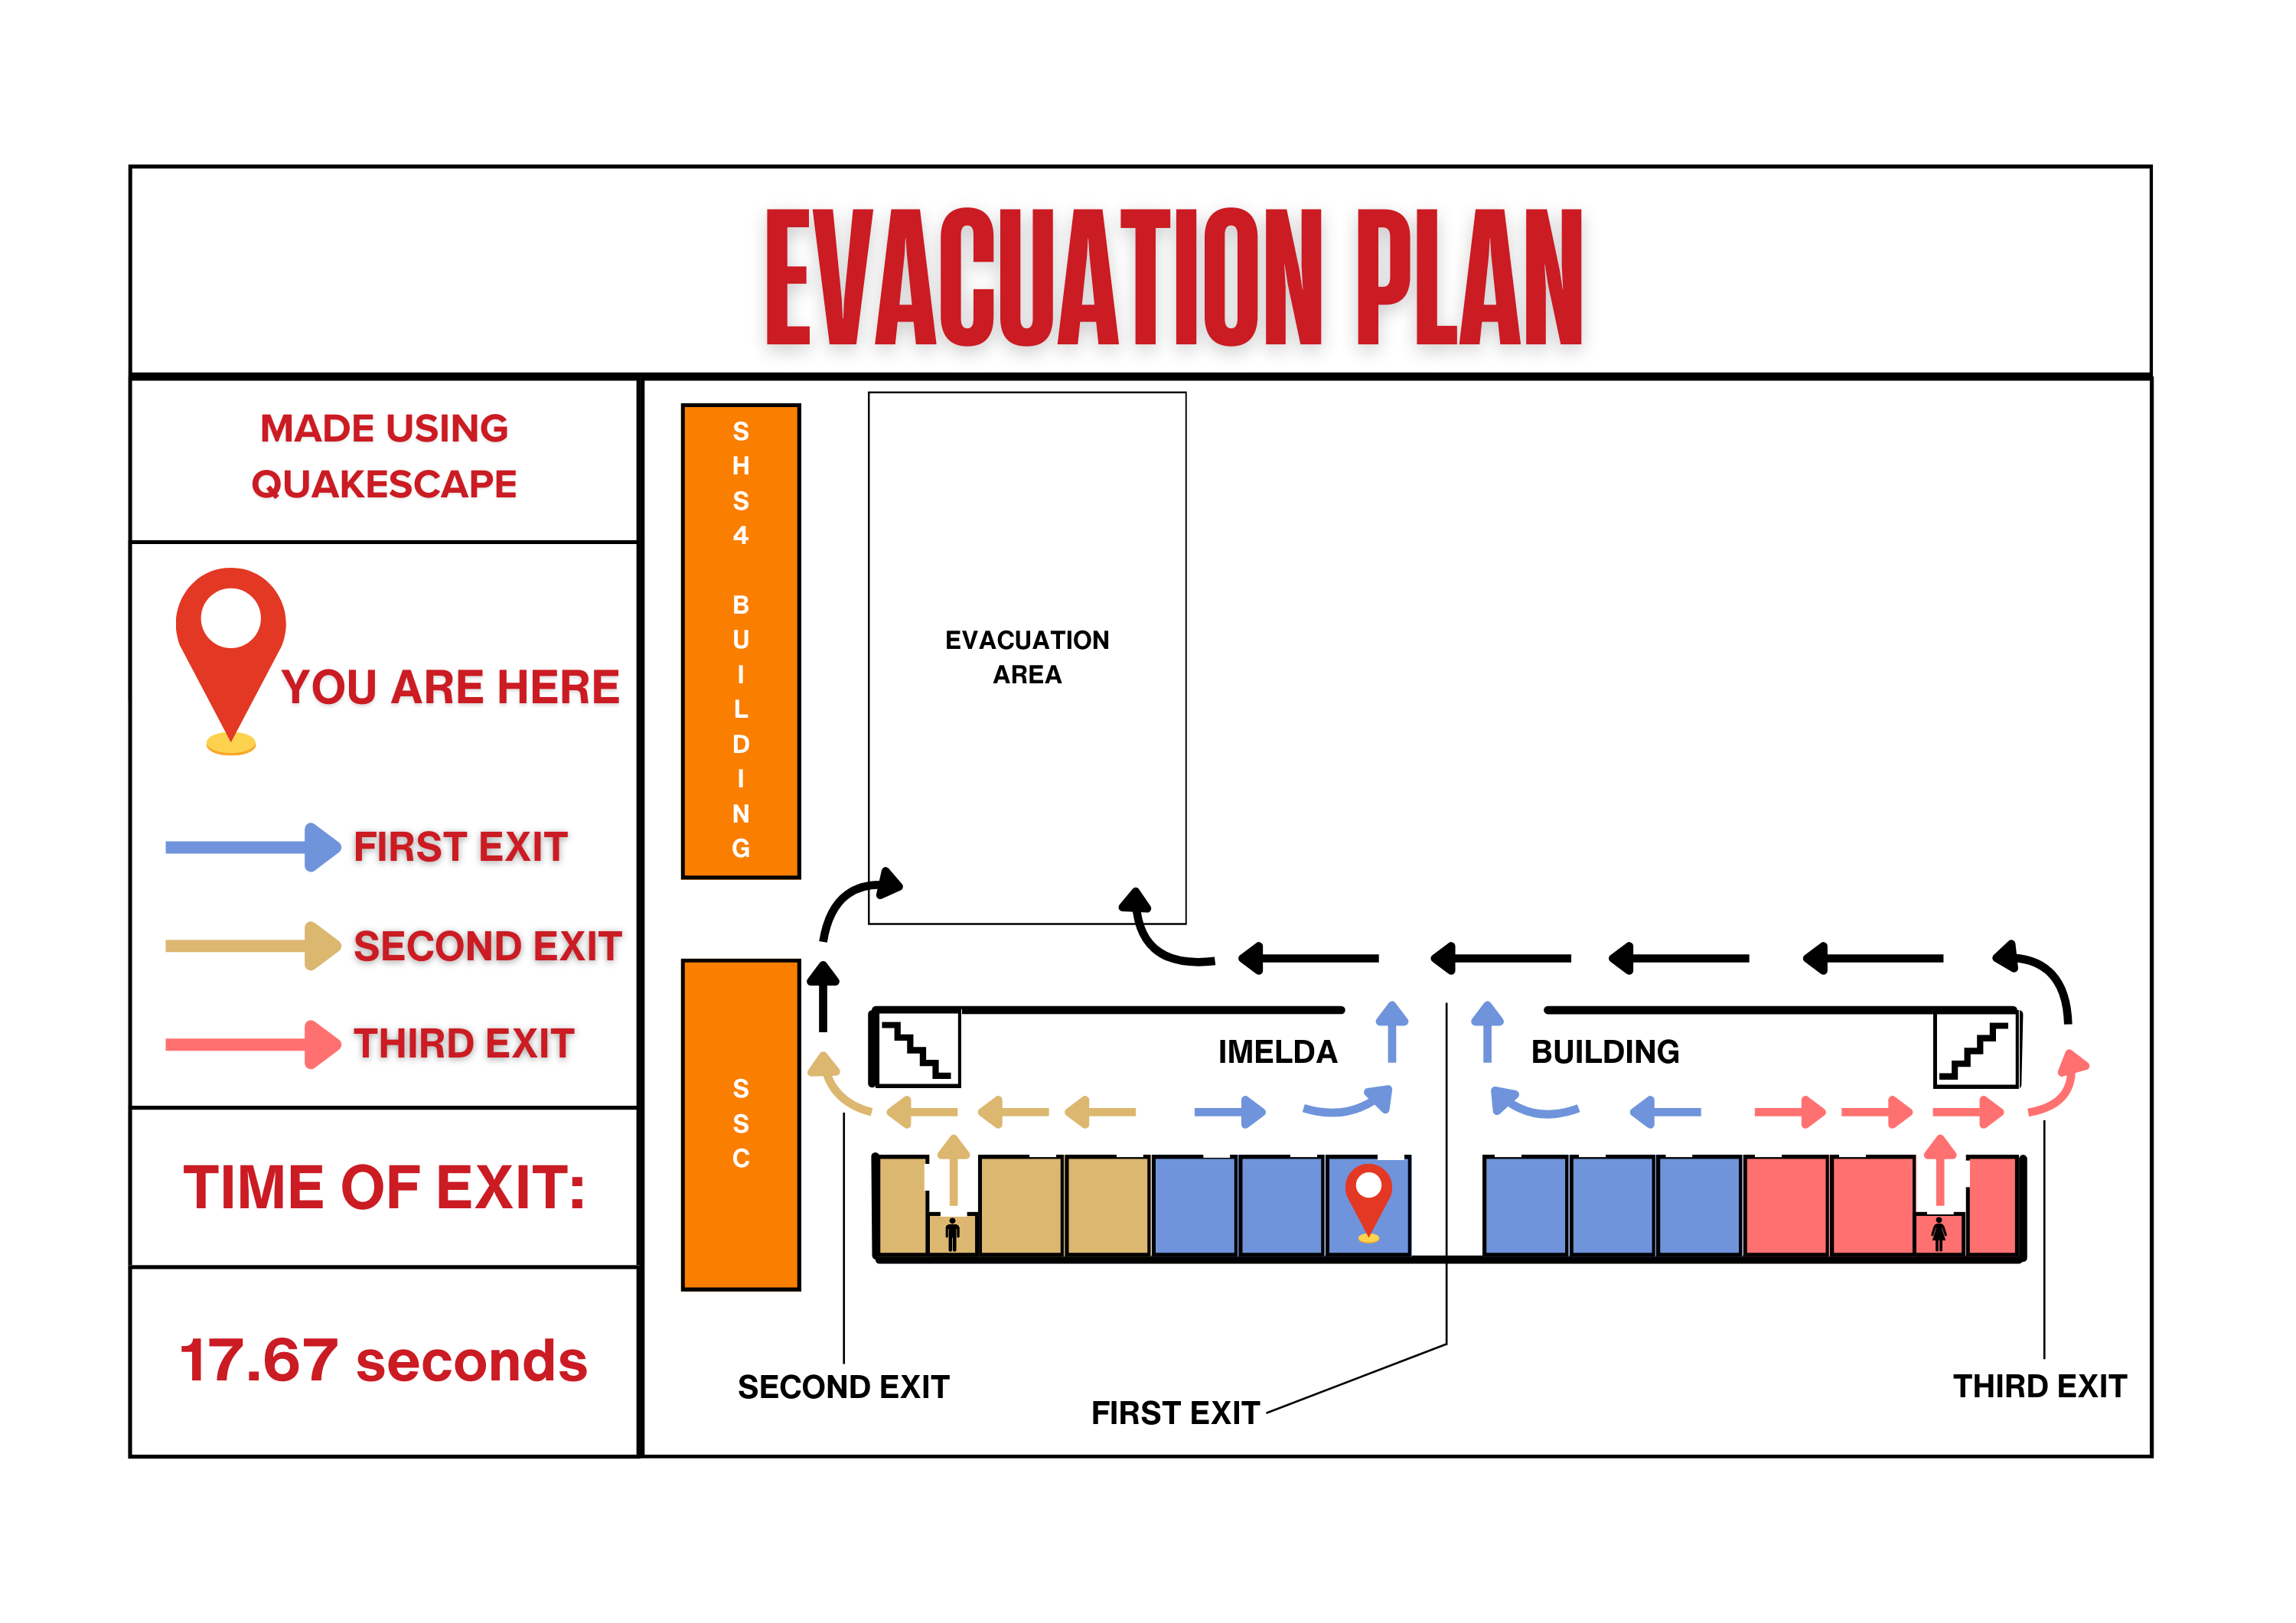 EVACUATION PLAN
MADE USING
QUAKESCAPE
YOU ARE HERE
FIRST EXIT
SECOND EXIT
THIRD EXIT
TIME OF EXIT:
17.67 seconds
SHS4 BUILDING
EVACUATION
AREA
SSC
IMELDA
BUILDING
SECOND EXIT
FIRST EXIT
THIRD EXIT